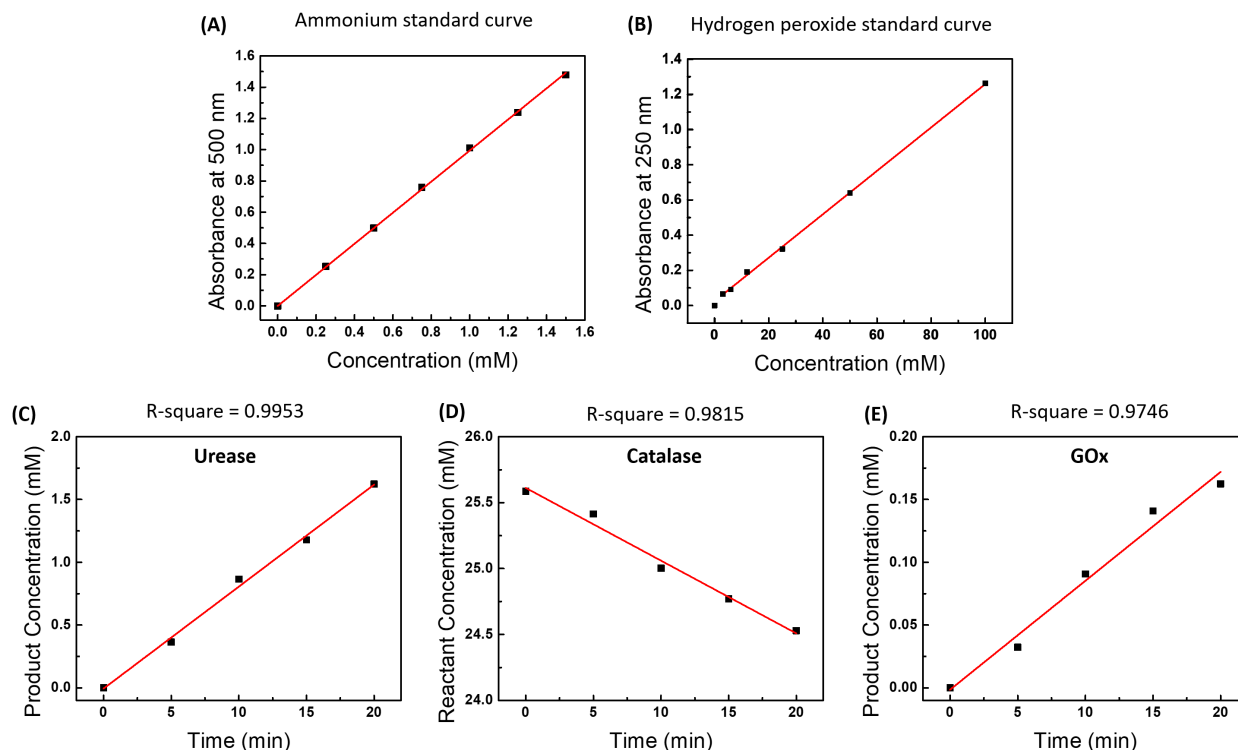 (A) Ammonium standard curve
Absorbance at 500 nm
1.6
1.4
1.2
1.0
0.8
0.6
0.4
0.2
0.0
0.0 0.2 0.4 0.6 0.8 1.0 1.2 1.4 1.6
Concentration (mM)
(B) Hydrogen peroxide standard curve
Absorbance at 250 nm
1.4
1.2
1.0
0.8
0.6
0.4
0.2
0.0
0 20 40 60 80 100
Concentration (mM)
(C) R-square = 0.9953
Urease
Product Concentration (mM)
2.0
1.5
1.0
0.5
0.0
0 5 10 15 20
Time (min)
(D) R-square = 0.9815
Catalase
Reactant Concentration (mM)
26.0
25.5
25.0
24.5
24.0
0 5 10 15 20
Time (min)
(E) R-square = 0.9746
GOx
Product Concentration (mM)
0.20
0.15
0.10
0.05
0.00
0 5 10 15 20
Time (min)